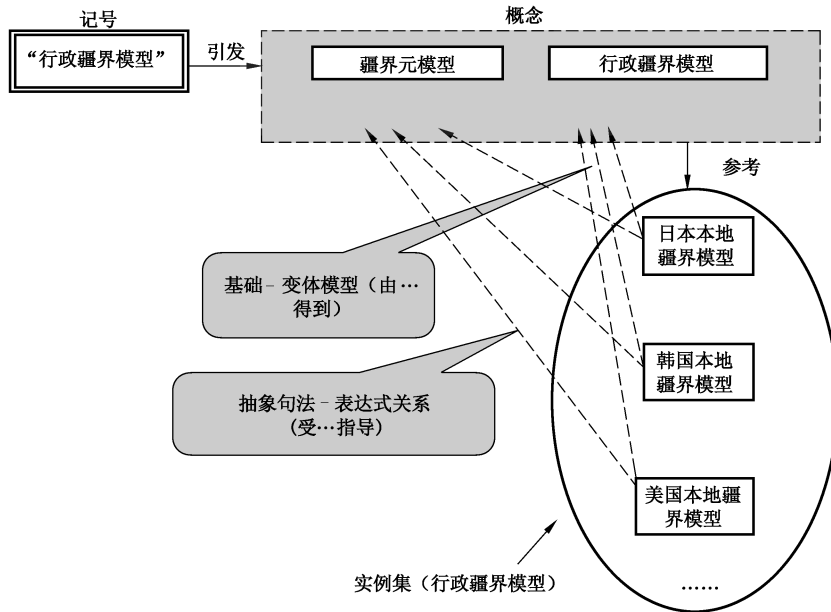 记号
概念
“行政疆界模型”
引发
疆界元模型
行政疆界模型
参考
日本本地
疆界模型
基础-变体模型（由…
得到）
韩国本地
疆界模型
抽象句法-表达式关系
(受…指导)
美国本地疆
界模型
实例集（行政疆界模型）
……